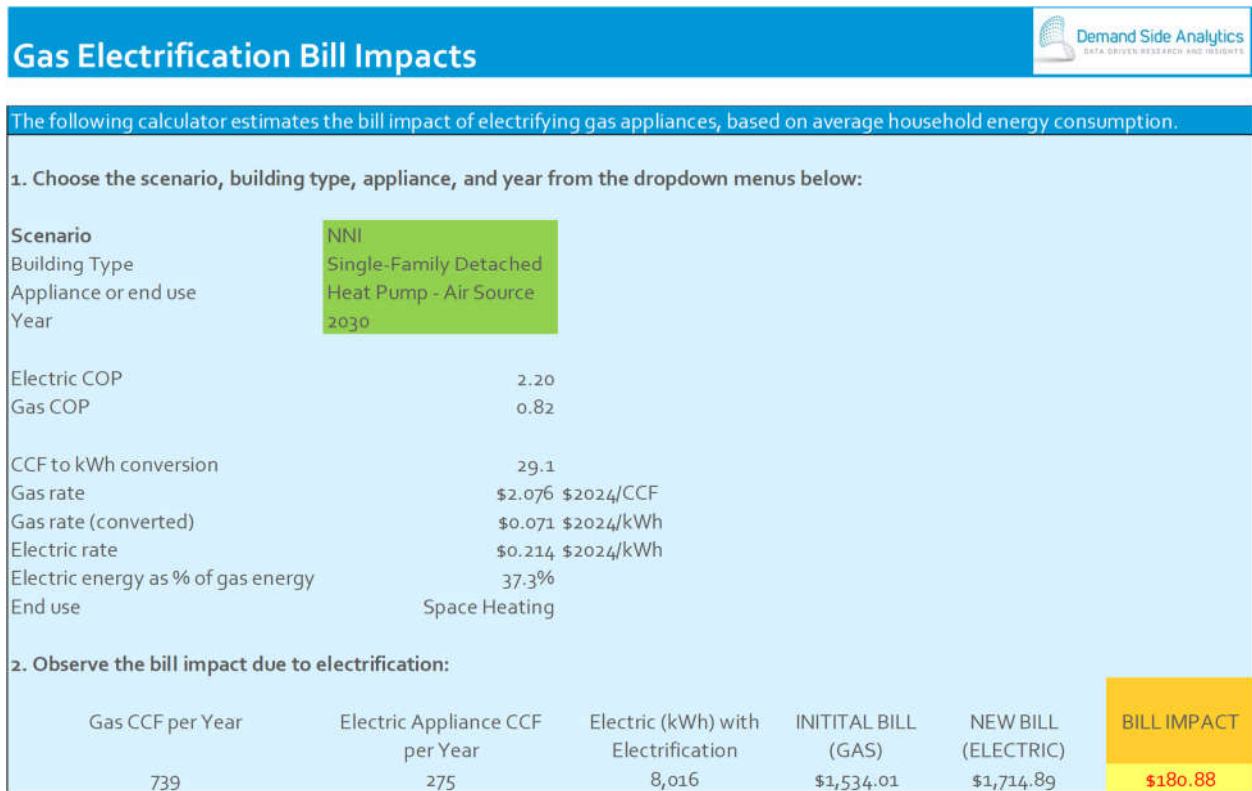 Gas Electrification Bill Impacts
Demand Side Analytics
DATA DRIVEN RESEARCH AND INSIGHTS
The following calculator estimates the bill impact of electrifying gas appliances, based on average household energy consumption.
1. Choose the scenario, building type, appliance, and year from the dropdown menus below:
Scenario NNI
Building Type Single-Family Detached
Appliance or end use Heat Pump - Air Source
Year 2030
Electric COP 2.20
Gas COP 0.82
CCF to kWh conversion 29.1
Gas rate $2.076 $2024/CCF
Gas rate (converted) $0.071 $2024/kWh
Electric rate $0.214 $2024/kWh
Electric energy as % of gas energy 37.3%
End use Space Heating
2. Observe the bill impact due to electrification:
Gas CCF per Year Electric Appliance CCF Electric (kWh) with INITITAL BILL NEW BILL BILL IMPACT
per Year Electrification (GAS) (ELECTRIC)
739 275 8,016 $1,534.01 $1,714.89 $180.88